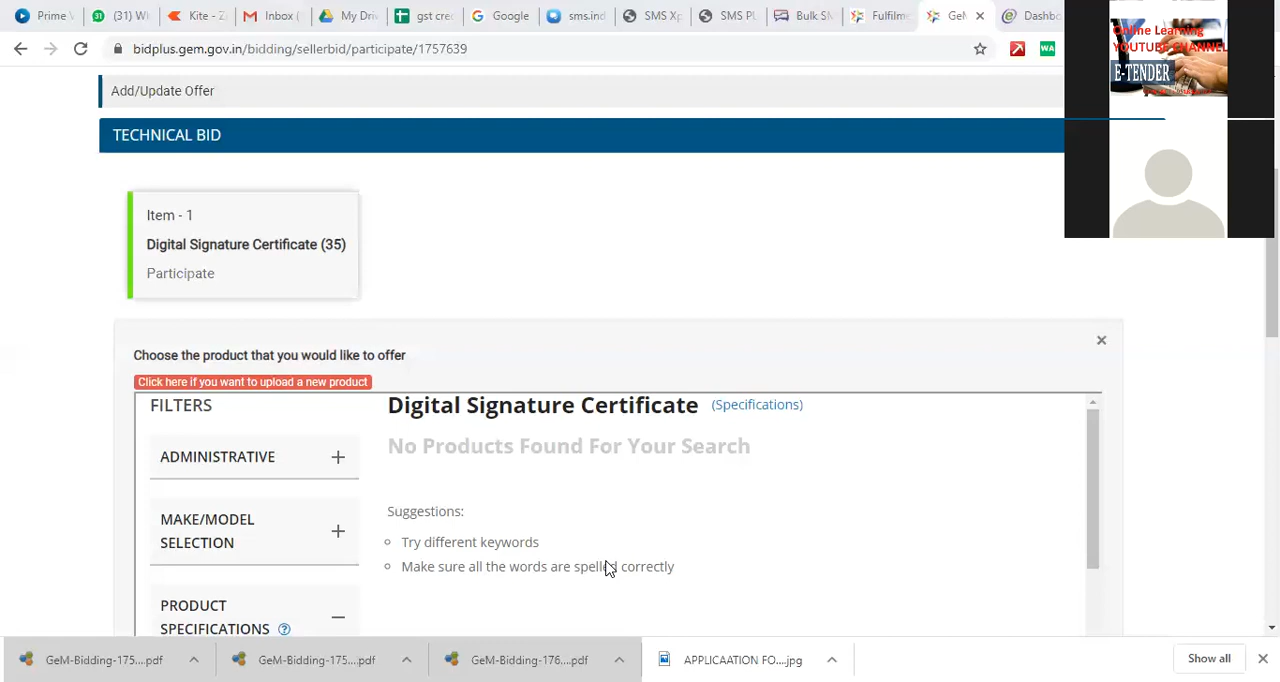 Prime V
(31) W
Kite - Z
Inbox (
My Driv
gst cred
Google
sms.ind
SMS Xp
SMS PU
Bulk SM
Fulfilme
GeM
Dashbo
bidplus.gem.gov.in/bidding/sellerbid/participate/1757639
WA
Online Learning
YOUTUBE CHANNEL
E-TENDER
Add/Update Offer
TECHNICAL BID
Item - 1
Digital Signature Certificate (35)
Participate
Choose the product that you would like to offer
Click here if you want to upload a new product
FILTERS
Digital Signature Certificate (Specifications)
No Products Found For Your Search
ADMINISTRATIVE
MAKE/MODEL
SELECTION
Suggestions:
Try different keywords
Make sure all the words are spelled correctly
PRODUCT
SPECIFICATIONS
GeM-Bidding-175....pdf
GeM-Bidding-175....pdf
GeM-Bidding-176....pdf
APPLICAATION FO....jpg
Show all